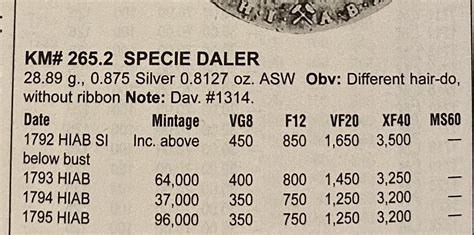 H I A B
KM# 265.2 SPECIE DALER
28.89 g., 0.875 Silver 0.8127 oz. ASW Obv: Different hair-do,
without ribbon Note: Dav. #1314.
Date Mintage VG8 F12 VF20 XF40 MS60
1792 HIAB SI Inc. above 450 850 1,650 3,500 —
below bust
1793 HIAB 64,000 400 800 1,450 3,250 —
1794 HIAB 37,000 350 750 1,250 3,200 —
1795 HIAB 96,000 350 750 1,250 3,200 —